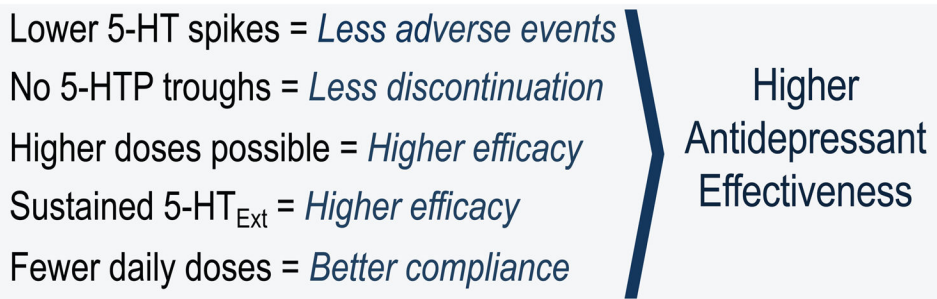 Lower 5-HT spikes = Less adverse events
No 5-HTP troughs = Less discontinuation
Higher doses possible = Higher efficacy
Sustained 5-HTExt = Higher efficacy
Fewer daily doses = Better compliance
Higher
Antidepressant
Effectiveness